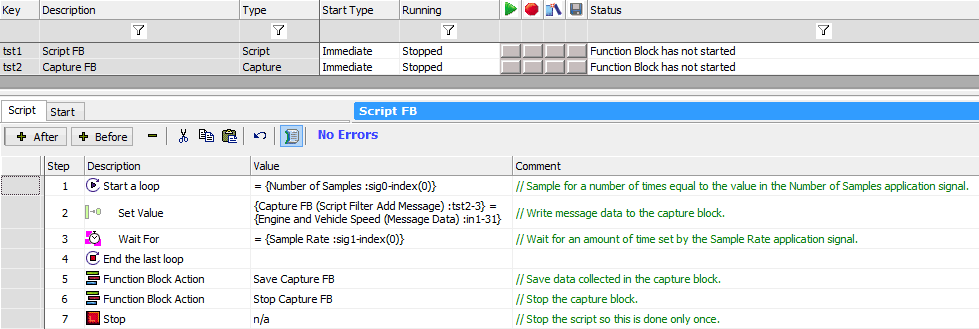 Key Description Type Start Type Running Status
tst1 Script FB Script Immediate Stopped Function Block has not started
tst2 Capture FB Capture Immediate Stopped Function Block has not started
Script Start Script FB
After Before No Errors
Step Description Value Comment
1 Start a loop = {Number of Samples :sig0-index(0)} // Sample for a number of times equal to the value in the Number of Samples application signal.
2 Set Value {Capture FB (Script Filter Add Message) :tst2-3} = // Write message data to the capture block.
{Engine and Vehicle Speed (Message Data) :in1-31}
3 Wait For = {Sample Rate :sig1-index(0)} // Wait for an amount of time set by the Sample Rate application signal.
4 End the last loop
5 Function Block Action Save Capture FB // Save data collected in the capture block.
6 Function Block Action Stop Capture FB // Stop the capture block.
7 Stop n/a // Stop the script so this is done only once.